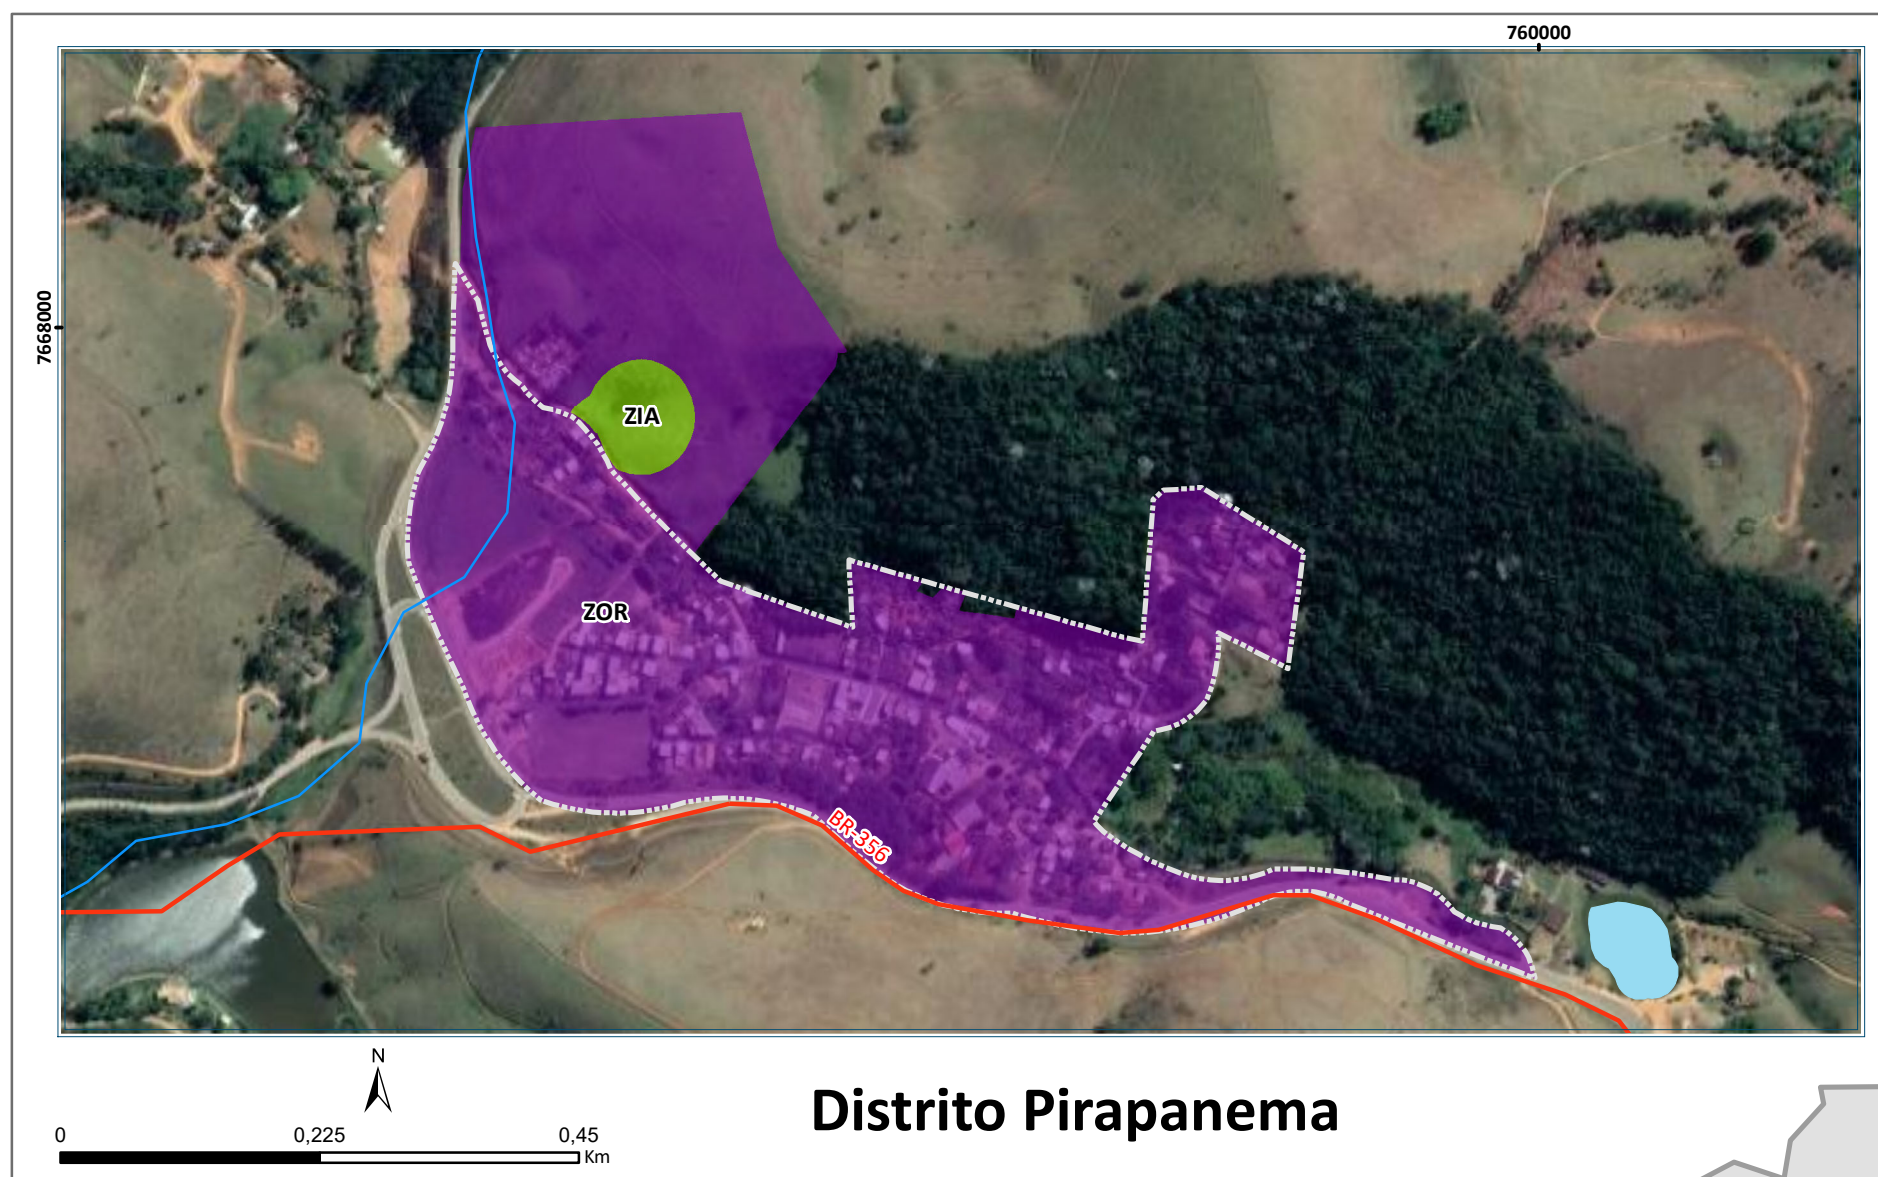 760000
7668000
ZIA
ZOR
BR-356
N
Distrito Pirapanema
0 0,225 0,45
Km